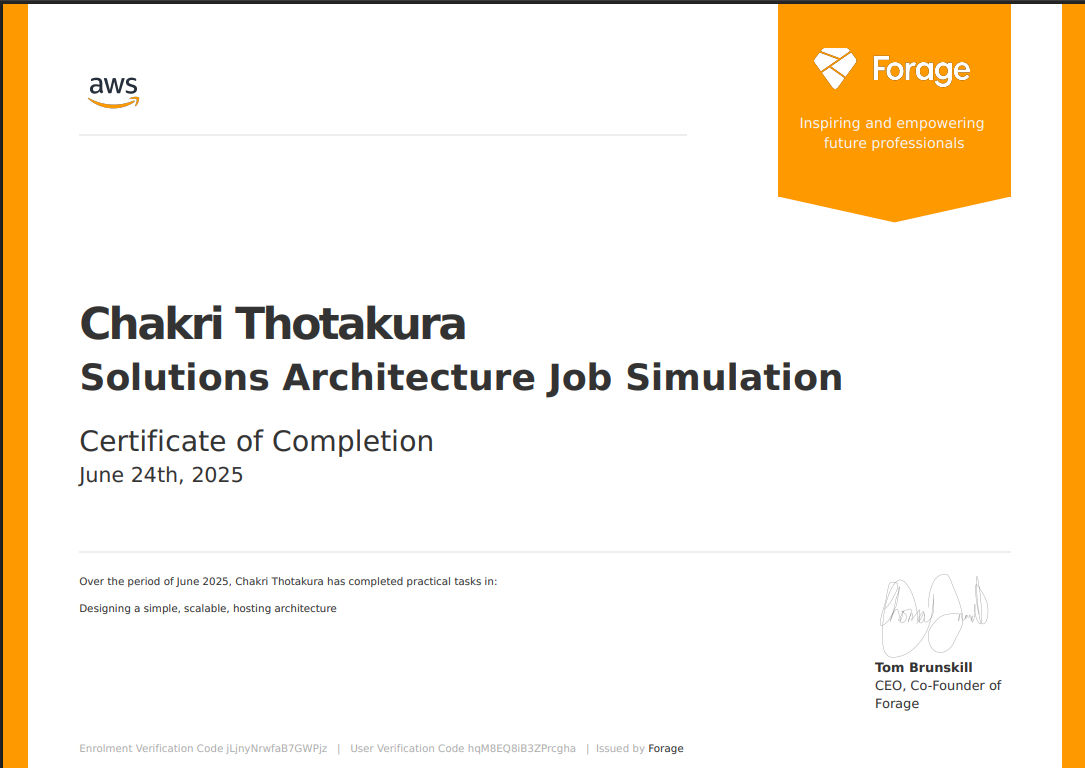 aws
Forage
Inspiring and empowering
future professionals
Chakri Thotakura
Solutions Architecture Job Simulation
Certificate of Completion
June 24th, 2025
Over the period of June 2025, Chakri Thotakura has completed practical tasks in:
Designing a simple, scalable, hosting architecture
Tom Brunskill
CEO, Co-Founder of
Forage
Enrolment Verification Code jLjnyNrwfaB7GWPjz | User Verification Code hqM8EQ8iB3ZPrcgha | Issued by Forage